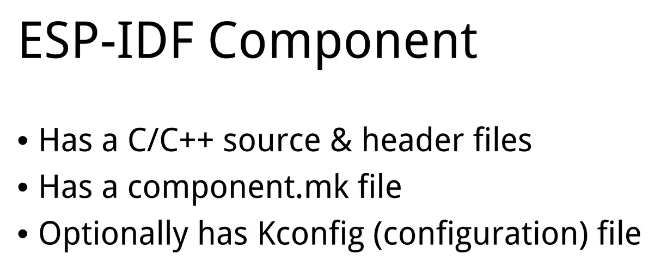 ESP-IDF Component
• Has a C/C++ source & header files
• Has a component.mk file
• Optionally has Kconfig (configuration) file